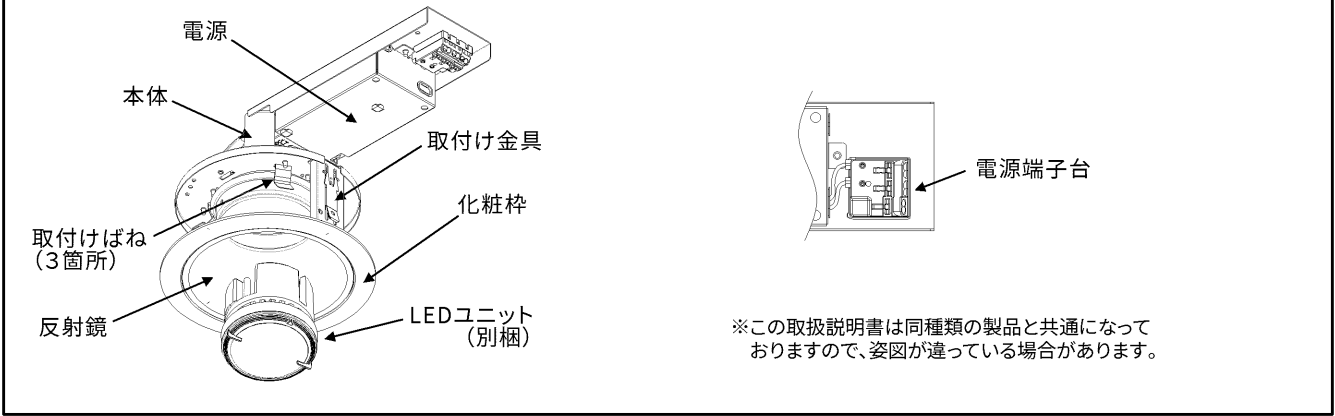 電源
本体
取付け金具
化粧枠
取付けばね
（3箇所）
反射鏡
LEDユニット
（別梱）
電源端子台
※この取扱説明書は同種類の製品と共通になって
おりますので、姿図が違っている場合があります。